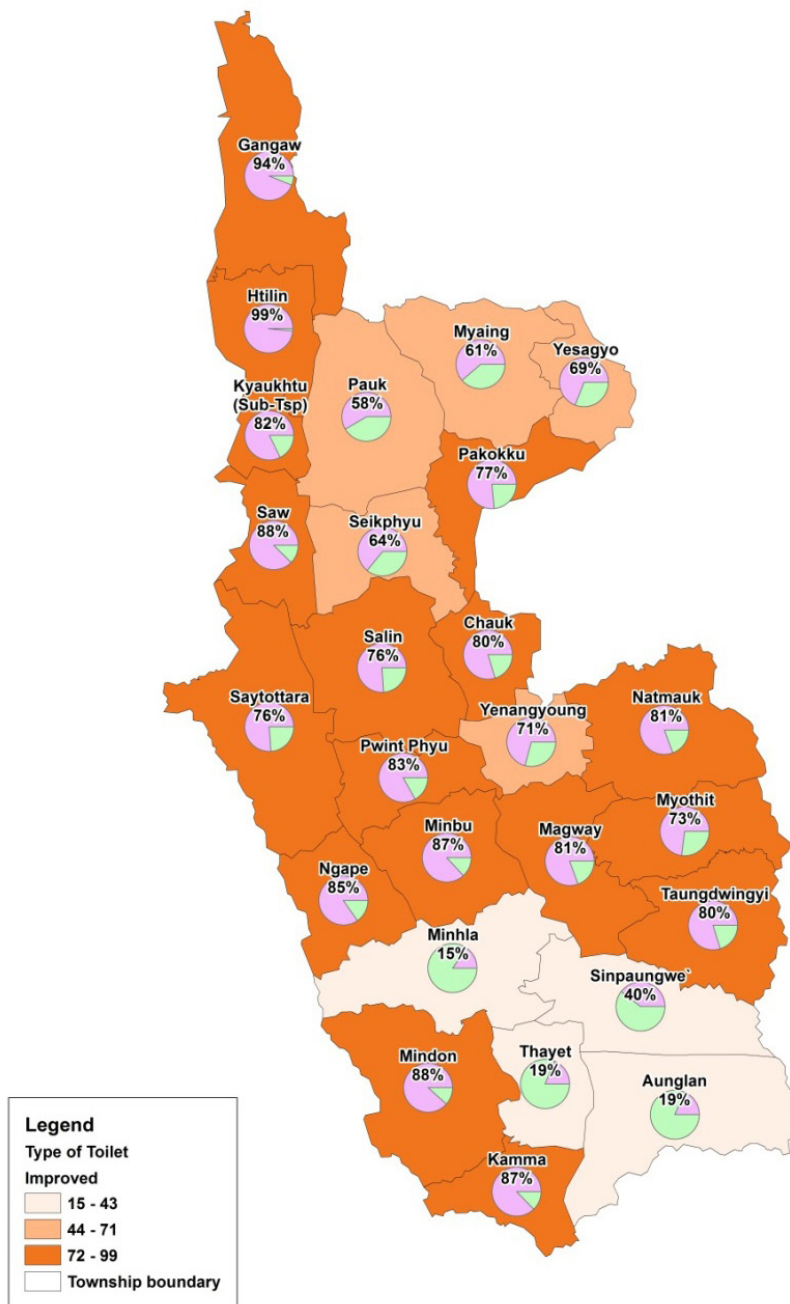 Gangaw
94%
Htilin
99%
Myaing
61%
Yesagyo
69%
Kyaukhtu
(Sub-Tsp)
82%
Pauk
58%
Pakokku
77%
Saw
88%
Seikphyu
64%
Chauk
80%
Salin
76%
Saytottara
76%
Yenangyoung
71%
Natmauk
81%
Pwint Phyu
83%
Myothit
73%
Minbu
87%
Magway
81%
Ngape
85%
Taungdwingyi
80%
Minhla
15%
Sinpaungwe`
40%
Mindon
88%
Thayet
19%
Aunglan
19%
Kamma
87%
Legend
Type of Toilet
Improved
15 - 43
44 - 71
72 - 99
Township boundary